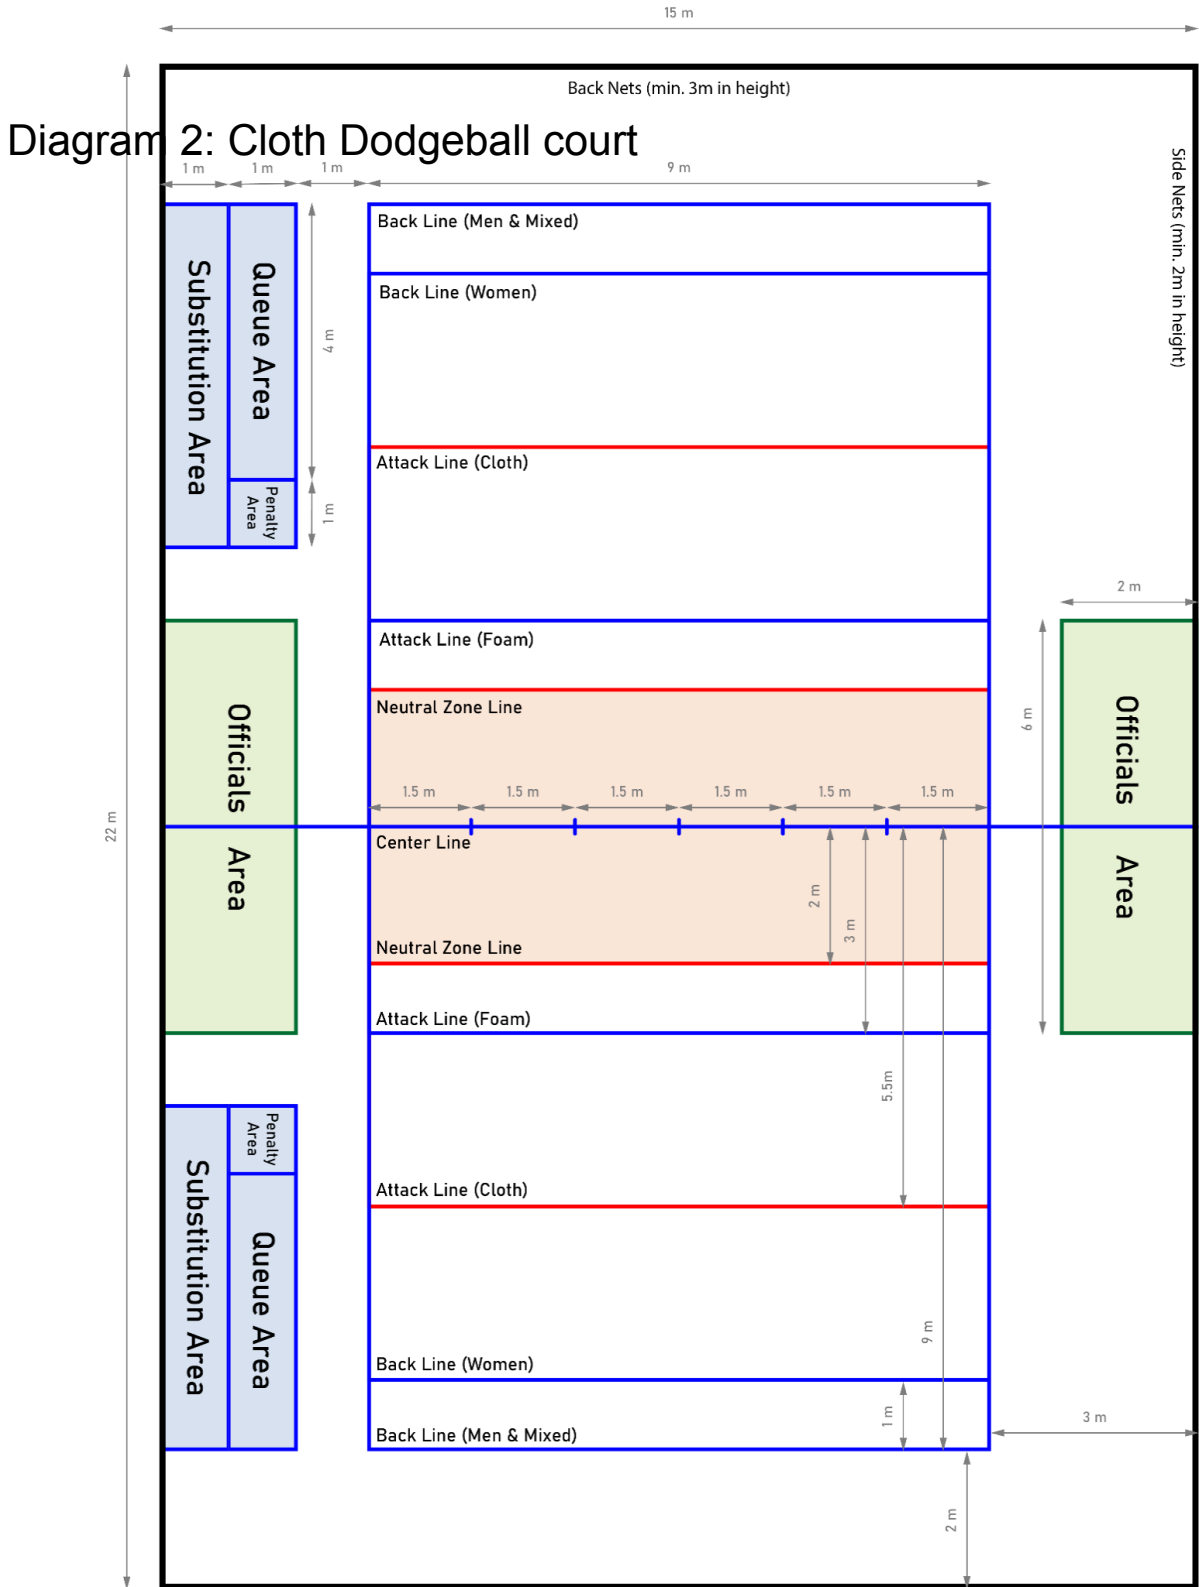 15 m
Back Nets (min. 3m in height)
Diagram 2: Cloth Dodgeball court
Side Nets (min. 2m in height)
1 m
1 m
1 m
9 m
Back Line (Men & Mixed)
Back Line (Women)
Substitution Area
Queue Area
4 m
Attack Line (Cloth)
Penalty
Area
1 m
2 m
Attack Line (Foam)
Neutral Zone Line
Officials Area
6 m
Officials Area
1.5 m
1.5 m
1.5 m
1.5 m
1.5 m
1.5 m
22 m
Center Line
2 m
3 m
Neutral Zone Line
Attack Line (Foam)
5.5m
Penalty
Area
Substitution Area
Queue Area
Attack Line (Cloth)
9 m
Back Line (Women)
1 m
3 m
Back Line (Men & Mixed)
2 m